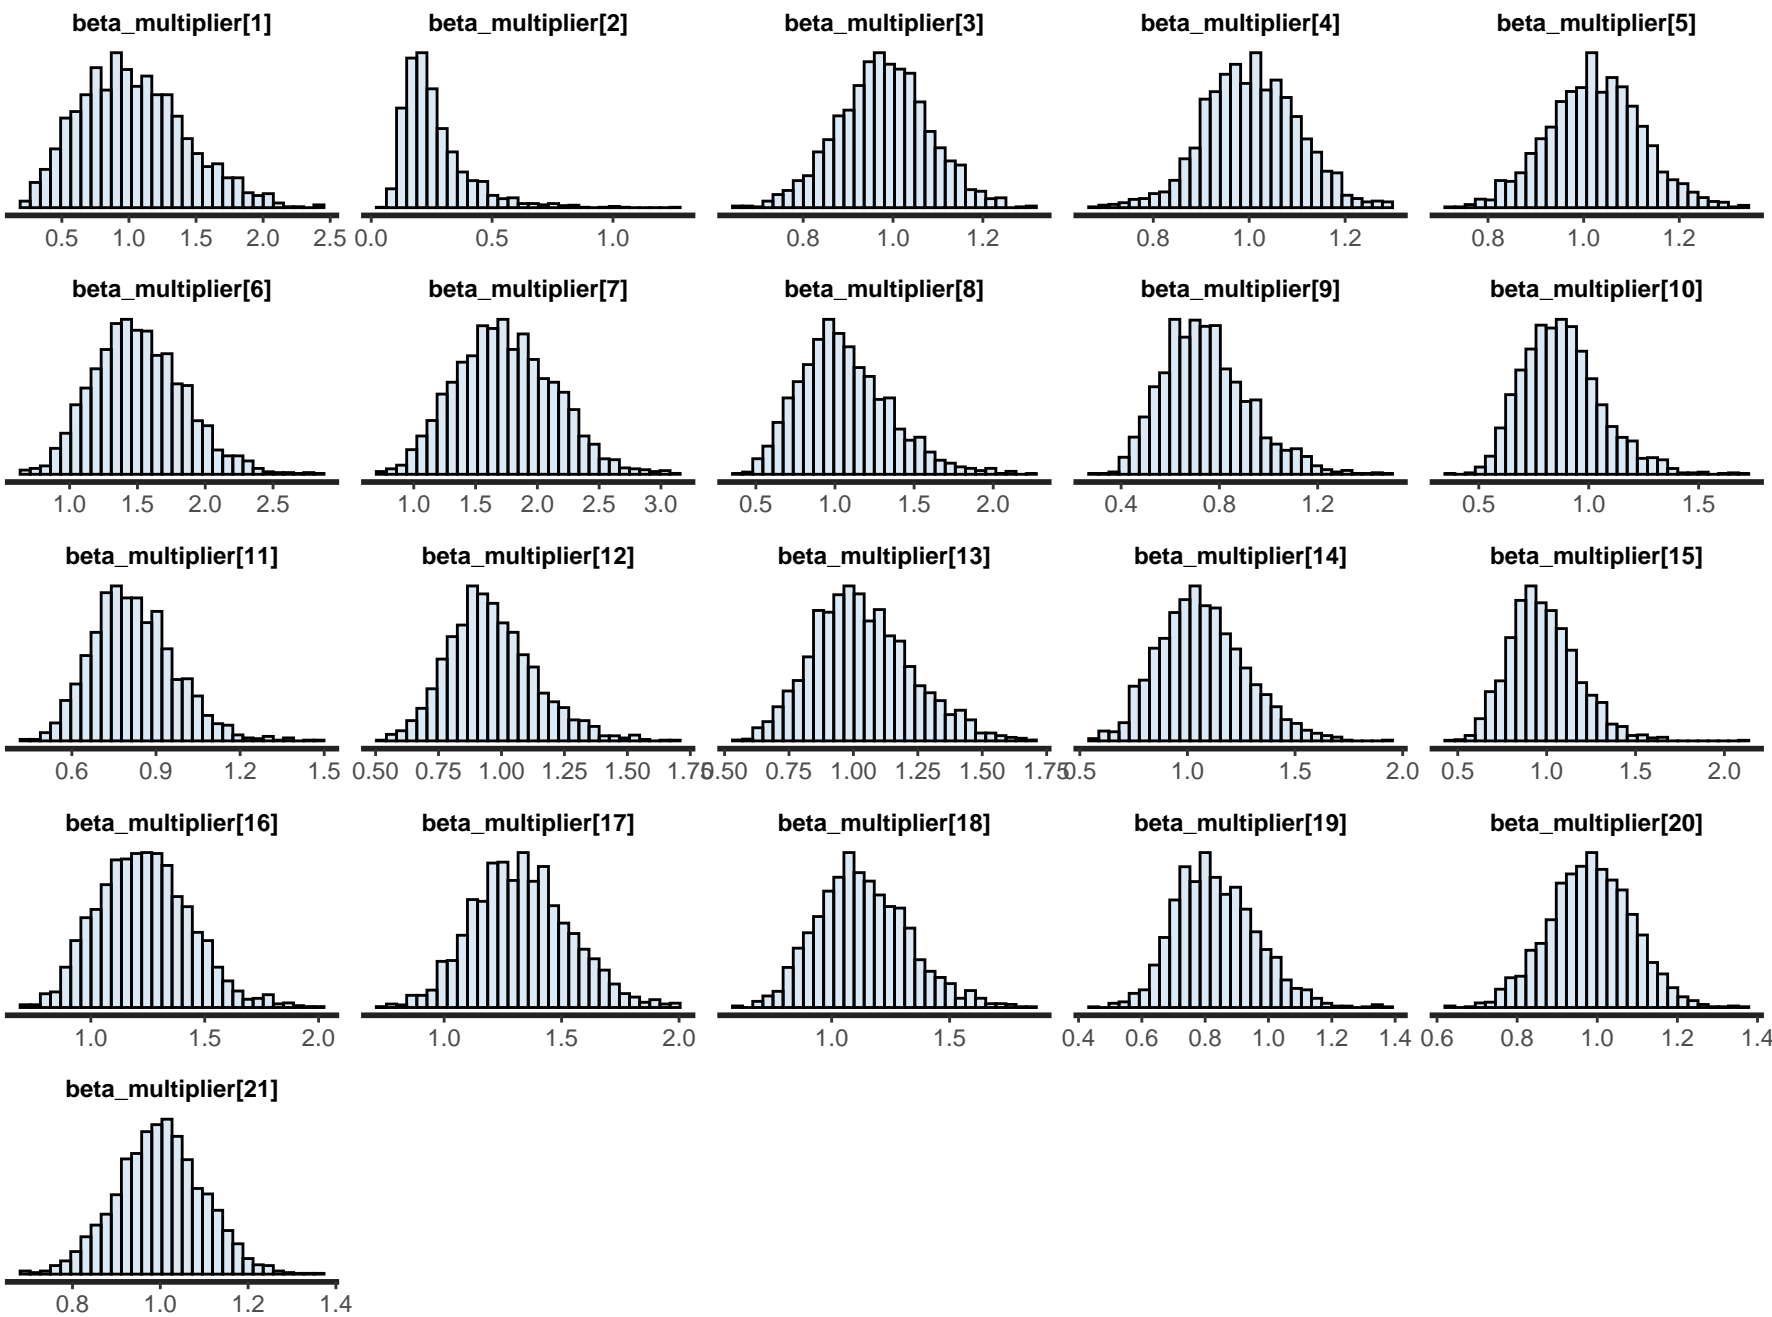 beta_multiplier[1] beta_multiplier[2] beta_multiplier[3] beta_multiplier[4] beta_multiplier[5]
0.5 1.0 1.5 2.0 2.5 0.0 0.5 1.0 0.8 1.0 1.2 0.8 1.0 1.2 0.8 1.0 1.2
beta_multiplier[6] beta_multiplier[7] beta_multiplier[8] beta_multiplier[9] beta_multiplier[10]
1.0 1.5 2.0 2.5 1.0 1.5 2.0 2.5 3.0 0.5 1.0 1.5 2.0 0.4 0.8 1.2 0.5 1.0 1.5
beta_multiplier[11] beta_multiplier[12] beta_multiplier[13] beta_multiplier[14] beta_multiplier[15]
0.6 0.9 1.2 1.5 0.50 0.75 1.00 1.25 1.50 1.75 0.50 0.75 1.00 1.25 1.50 1.75 0.5 1.0 1.5 2.0 0.5 1.0 1.5 2.0
beta_multiplier[16] beta_multiplier[17] beta_multiplier[18] beta_multiplier[19] beta_multiplier[20]
1.0 1.5 2.0 1.0 1.5 2.0 1.0 1.5 0.4 0.6 0.8 1.0 1.2 1.4 0.6 0.8 1.0 1.2 1.4
beta_multiplier[21]
0.8 1.0 1.2 1.4